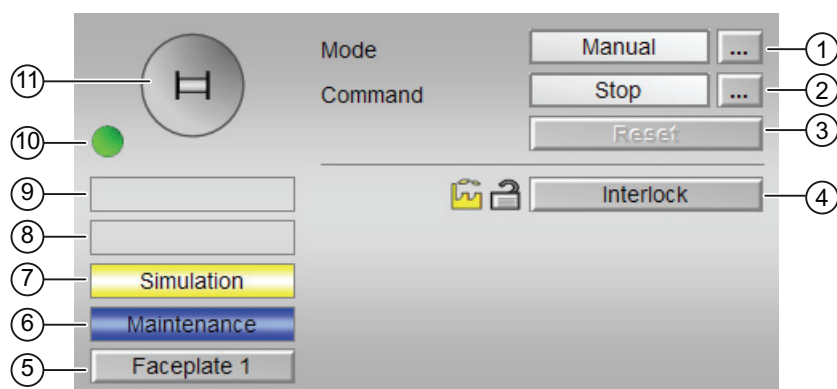 Mode Manual ... 1
Command Stop ... 2
Reset 3
Interlock 4
11
10
9
8
7 Simulation
6 Maintenance
5 Faceplate 1